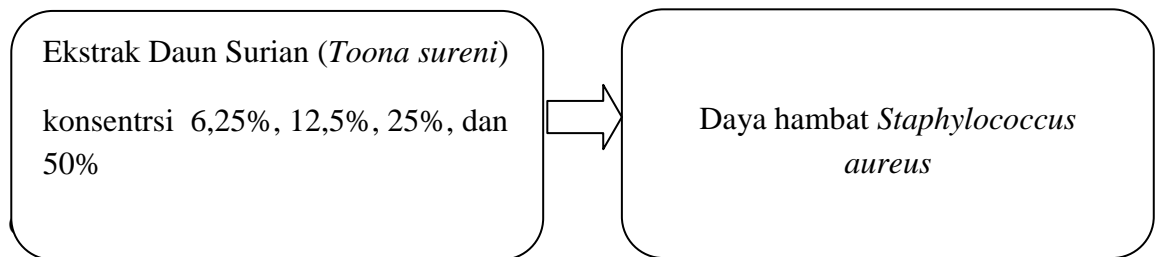 Ekstrak Daun Surian (Toona sureni)
konsentrsi 6,25%, 12,5%, 25%, dan
50%
Daya hambat Staphylococcus
aureus